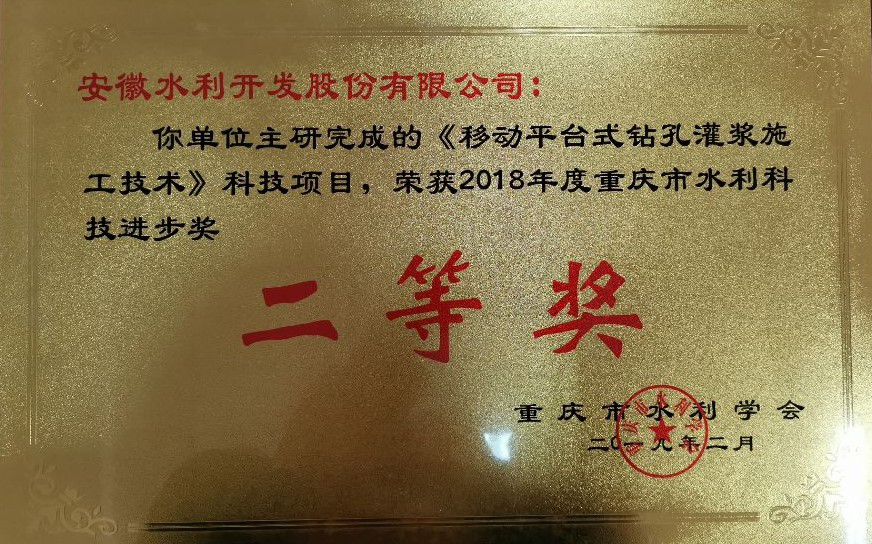 安徽水利开发股份有限公司：
你单位主研完成的《移动平台式钻孔灌浆施
工技术》科技项目，荣获2018年度重庆市水利科
技进步奖
二等奖
重庆市水利学会
二〇一九年二月